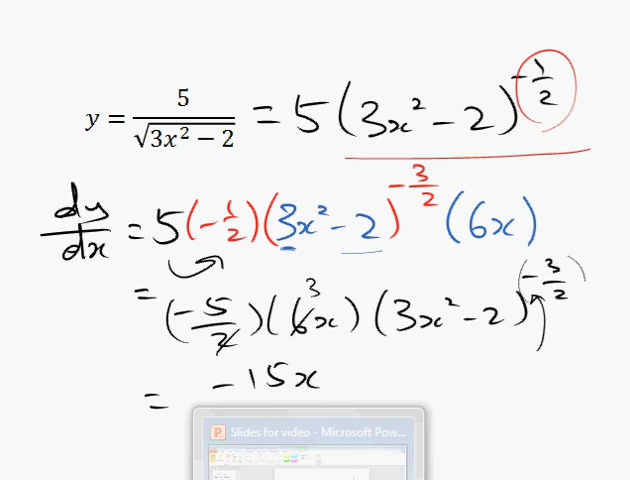 y = 5/√(3x² − 2) = 5(3x² − 2)^(−1/2)
dy/dx = 5(−1/2)(3x² − 2)^(−3/2) (6x)
= (−5/2)(6x)(3x² − 2)^(−3/2)
3
= −15x
Slides for video - Microsoft Pow...